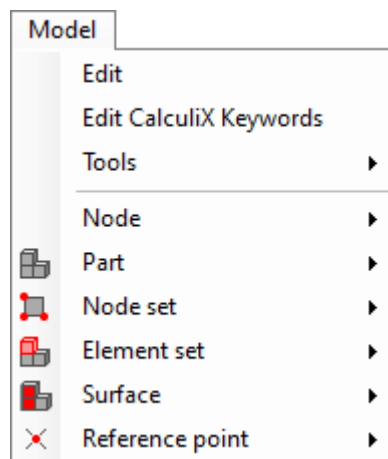 Model
Edit
Edit CalculiX Keywords
Tools
Node
Part
Node set
Element set
Surface
Reference point